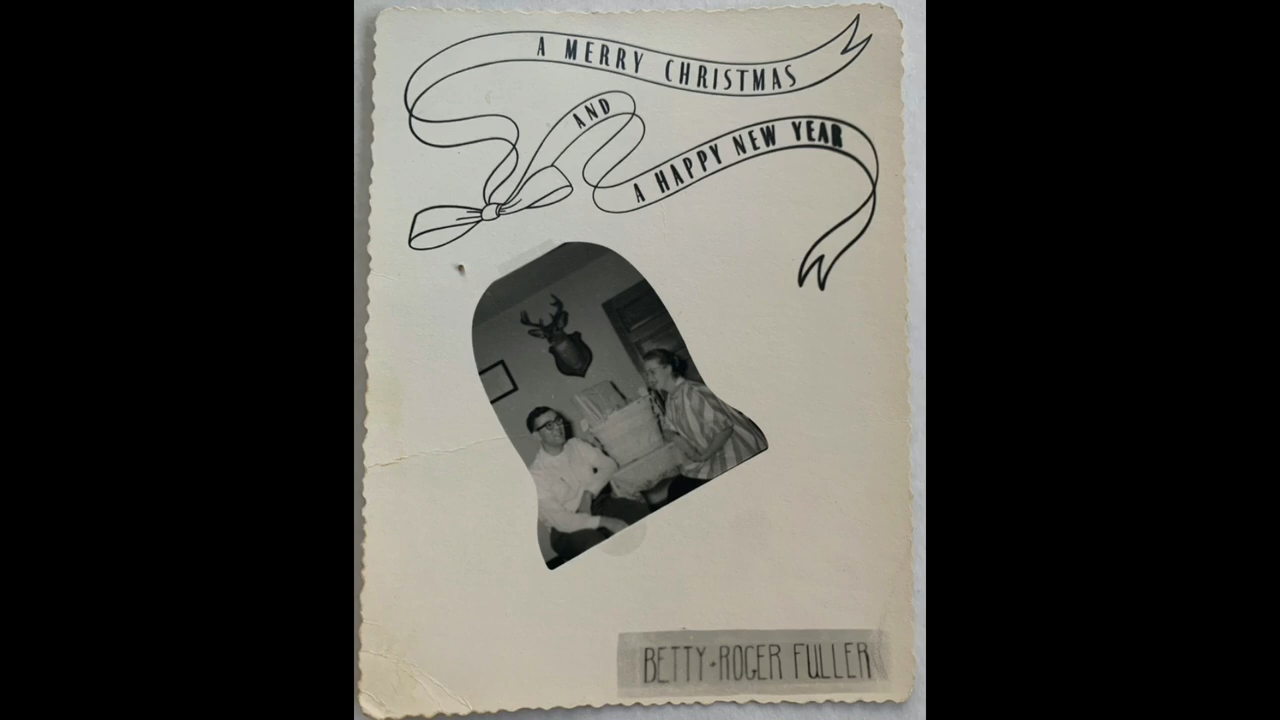 A MERRY CHRISTMAS
AND
A HAPPY NEW YEAR
BETTY + ROGER FULLER